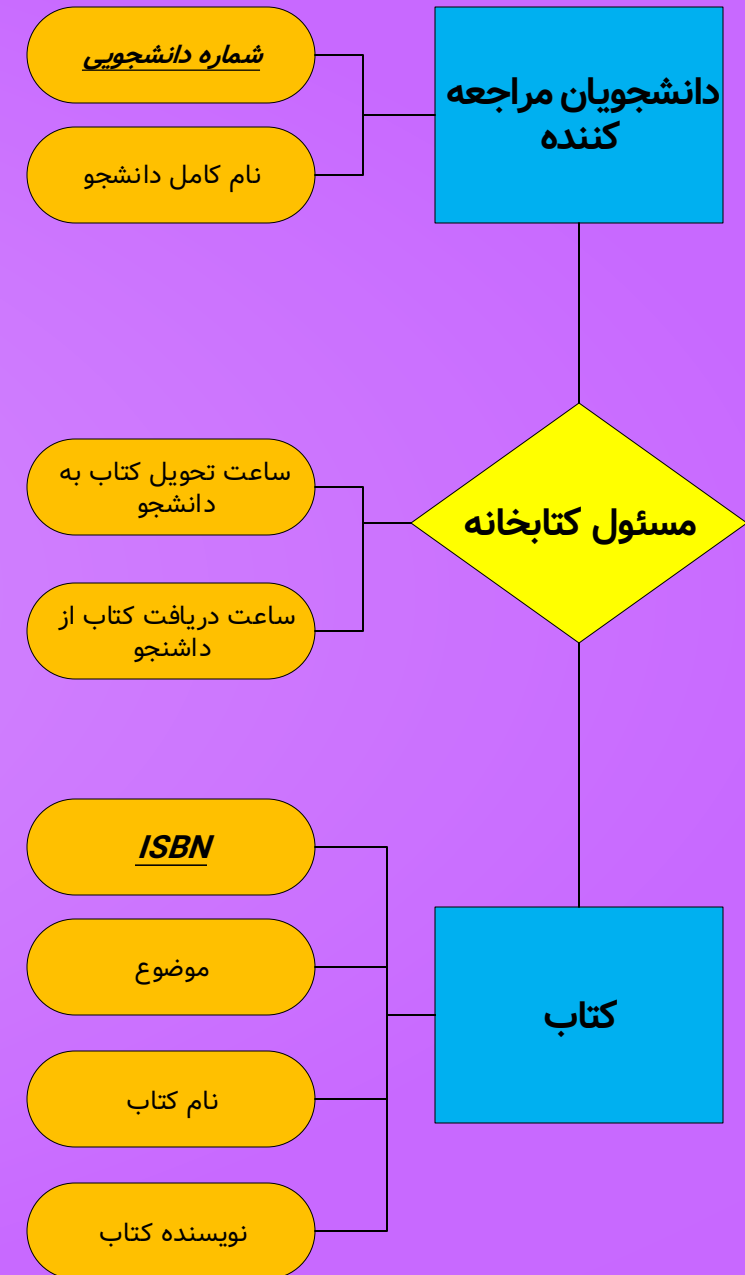 شماره دانشجویی
نام کامل دانشجو
دانشجویان مراجعه
کننده
ساعت تحویل کتاب به
دانشجو
ساعت دریافت کتاب از
داشنجو
مسئول کتابخانه
ISBN
موضوع
نام کتاب
نویسنده کتاب
کتاب